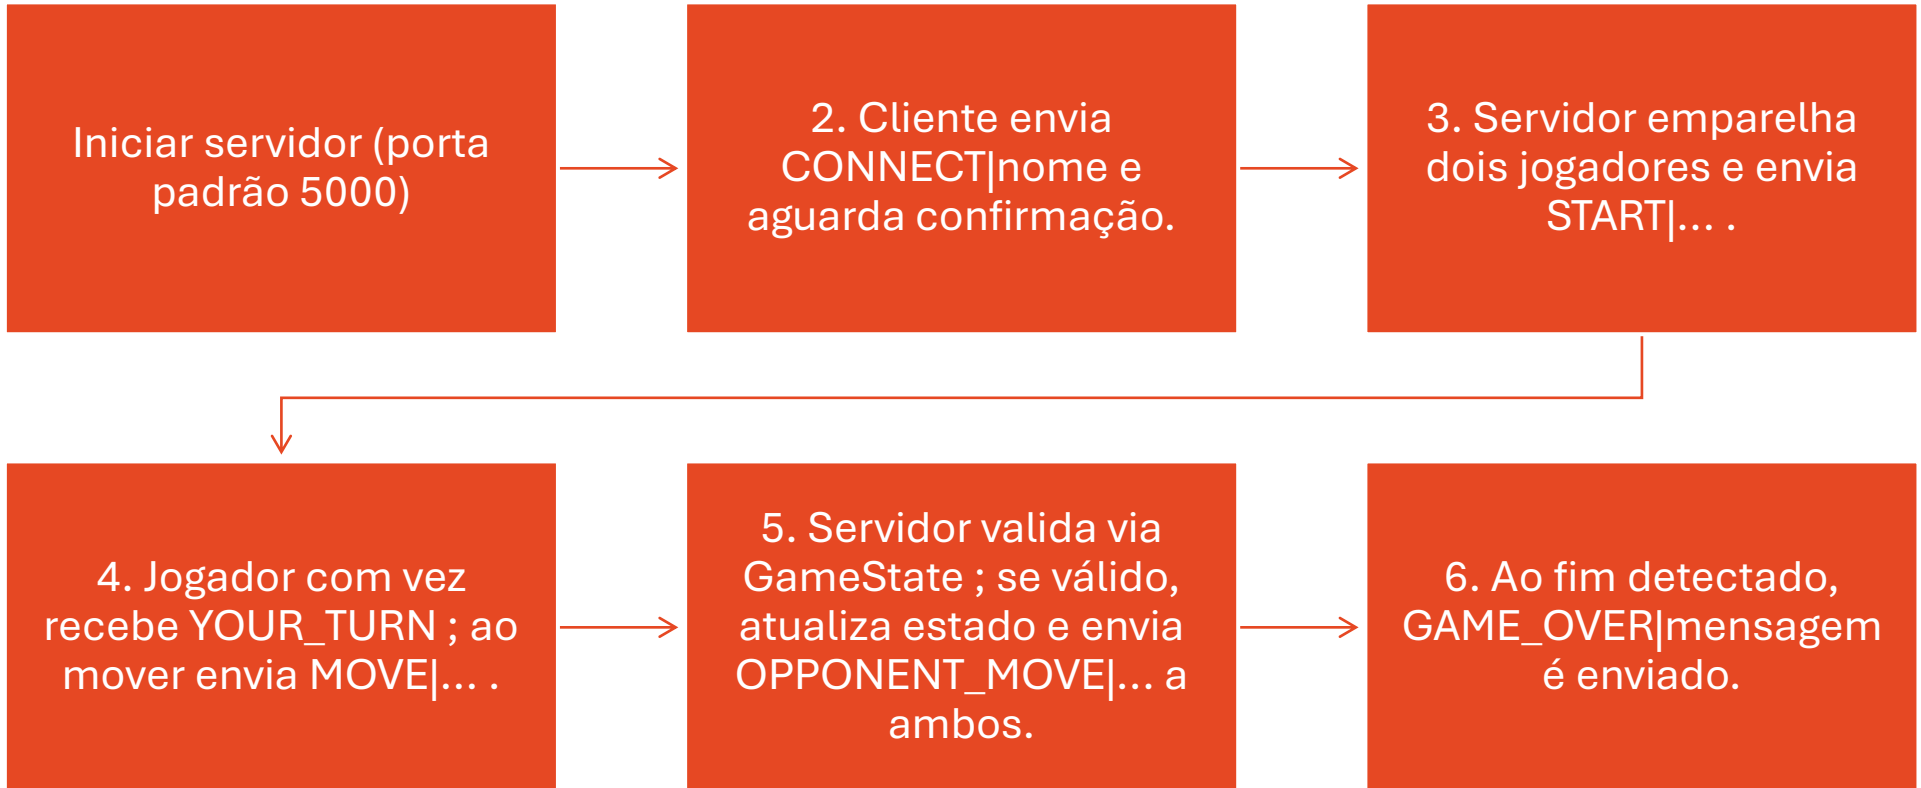 Iniciar servidor (porta
padrão 5000)
2. Cliente envia
CONNECT|nome e
aguarda confirmação.
3. Servidor emparelha
dois jogadores e envia
START|... .
4. Jogador com vez
recebe YOUR_TURN ; ao
mover envia MOVE|... .
5. Servidor valida via
GameState ; se válido,
atualiza estado e envia
OPPONENT_MOVE|... a
ambos.
6. Ao fim detectado,
GAME_OVER|mensagem
é enviado.